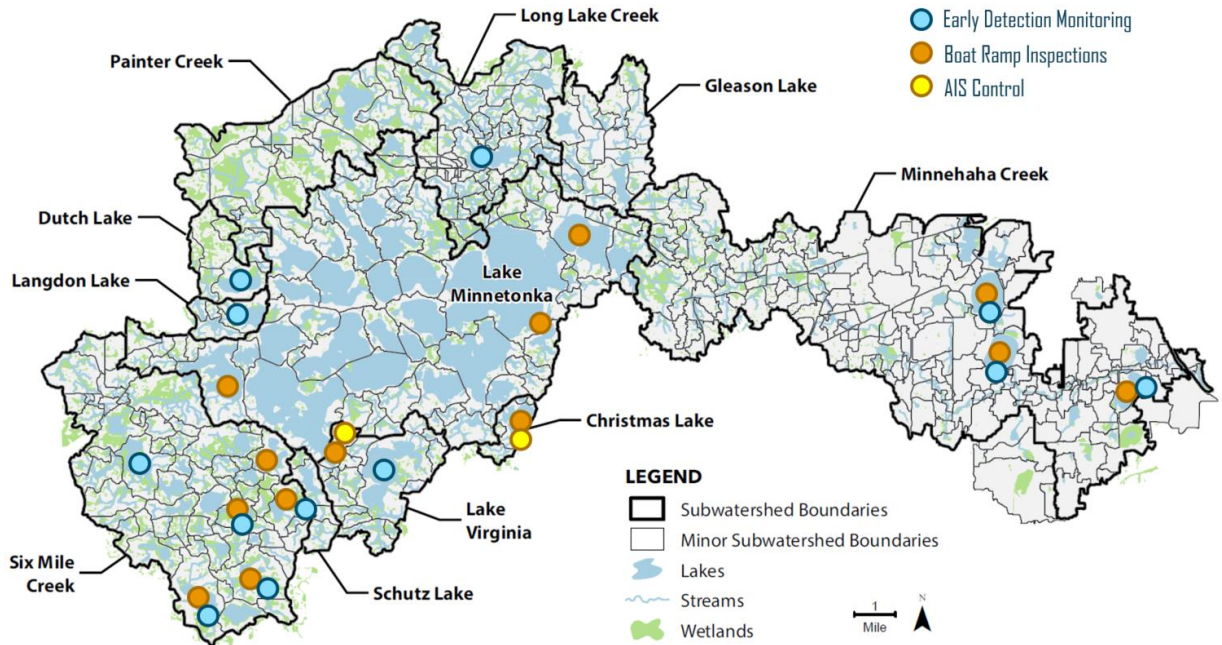 Long Lake Creek
Early Detection Monitoring
Boat Ramp Inspections
AIS Control
Painter Creek
Gleason Lake
Minnehaha Creek
Dutch Lake
Langdon Lake
Lake
Minnetonka
Christmas Lake
Lake
Virginia
Six Mile
Creek
Schutz Lake
LEGEND
Subwatershed Boundaries
Minor Subwatershed Boundaries
Lakes
Streams
Wetlands
1
Mile
N